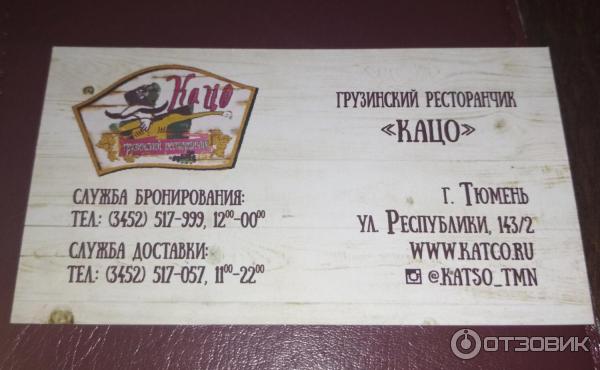 Кацо
грузинский ресторанчик
ГРУЗИНСКИЙ РЕСТОРАНЧИК
«КАЦО»
СЛУЖБА БРОНИРОВАНИЯ:
ТЕЛ.: (3452) 517-999, 12⁰⁰-00⁰⁰
СЛУЖБА ДОСТАВКИ:
ТЕЛ.: (3452) 517-057, 11⁰⁰-22⁰⁰
Г. ТЮМЕНЬ
УЛ. РЕСПУБЛИКИ, 143/2
WWW.KATCO.RU
@KATSO_TMN
ОТЗОВИК